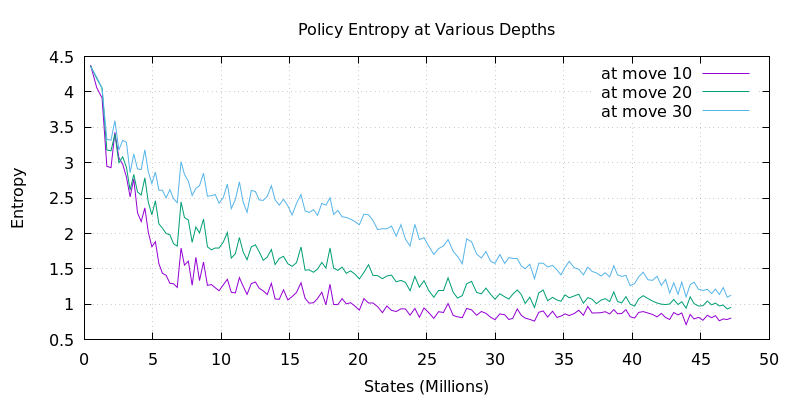 Policy Entropy at Various Depths
4.5
4
3.5
3
2.5
2
1.5
1
0.5
Entropy
at move 10
at move 20
at move 30
0 5 10 15 20 25 30 35 40 45 50
States (Millions)